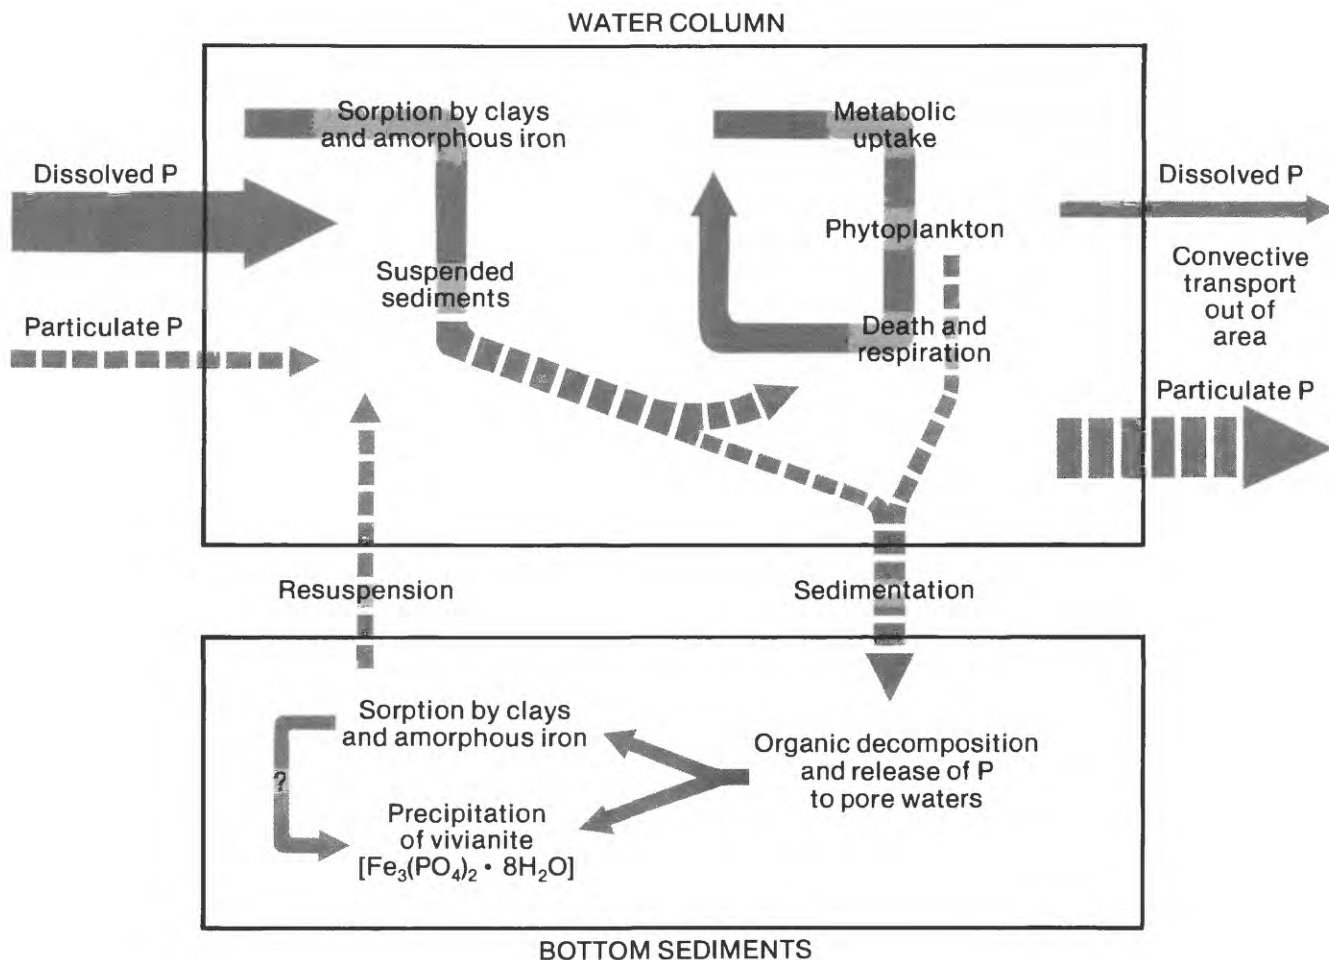 WATER COLUMN
Sorption by clays
and amorphous iron
Metabolic
uptake
Dissolved P
Dissolved P
Phytoplankton
Suspended
sediments
Convective
transport
out of
area
Particulate P
Death and
respiration
Particulate P
Resuspension
Sedimentation
Sorption by clays
and amorphous iron
Organic decomposition
and release of P
to pore waters
?
Precipitation
of vivianite
[Fe₃(PO₄)₂ • 8H₂O]
BOTTOM SEDIMENTS